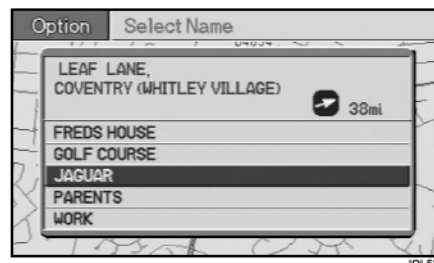 Option Select Name
LEAF LANE,
COVENTRY (WHITLEY VILLAGE)
38mi
FREDS HOUSE
GOLF COURSE
JAGUAR
PARENTS
WORK